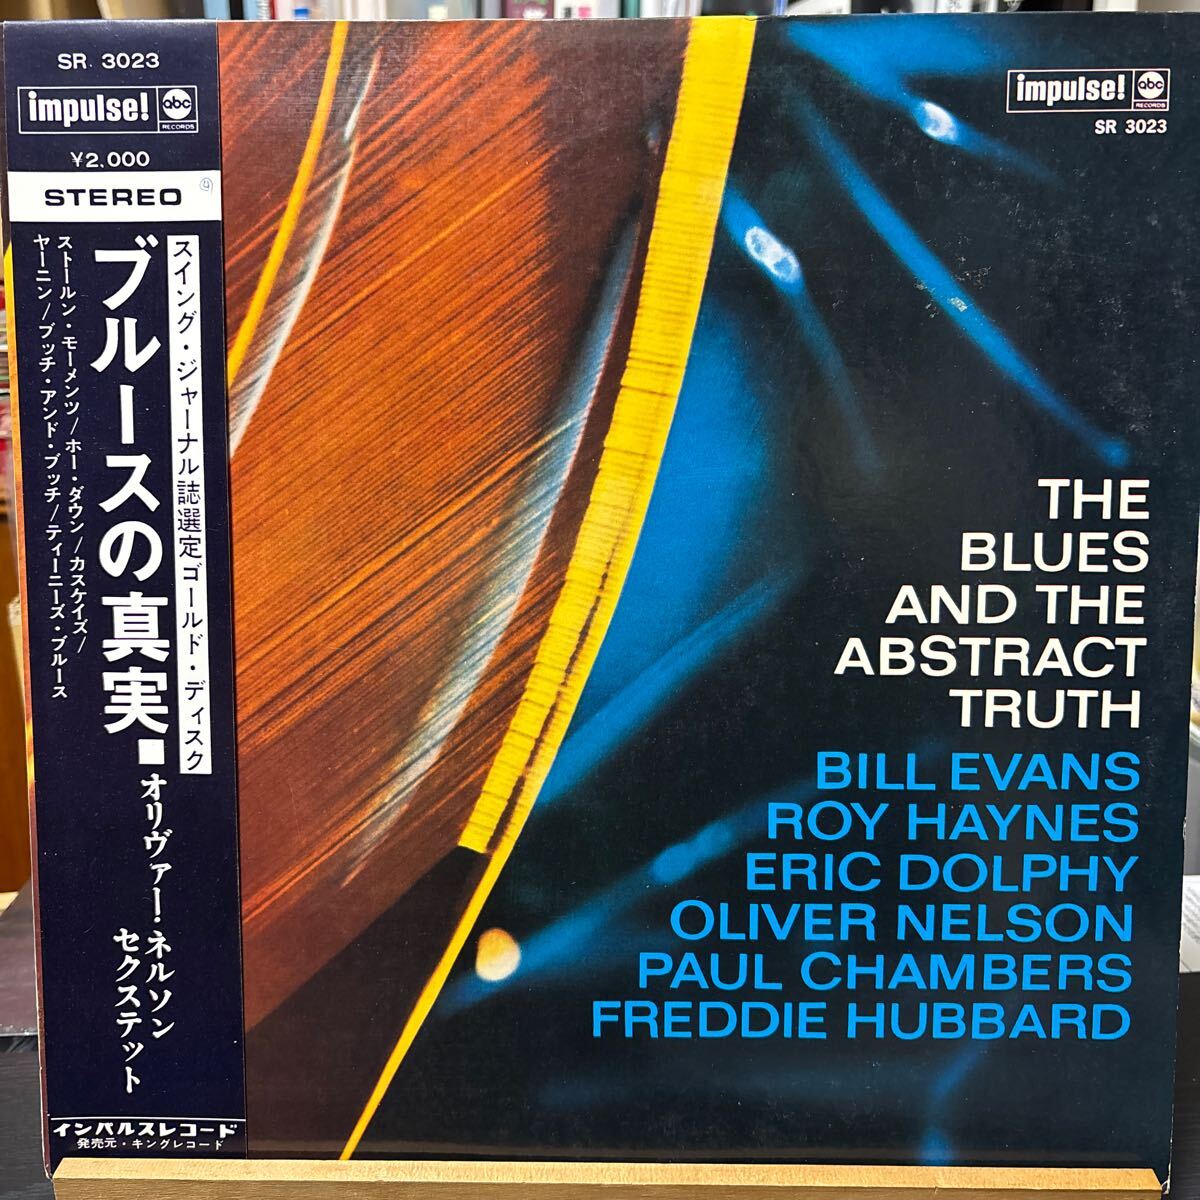 SR 3023
impulse!
abc
RECORDS
¥2,000
STEREO
スイング・ジャーナル誌選定ゴールド・ディスク
ブルースの真実■オリヴァー・ネルソン
セクステット
ストールン・モーメンツ/ホー・ダウン/カスケイズ/
ヤーニン/ブッチ・アンド・ブッチ/ティーニーズ・ブルース
インパルスレコード
発売元・キングレコード
impulse!
abc
RECORDS
SR 3023
THE
BLUES
AND THE
ABSTRACT
TRUTH
BILL EVANS
ROY HAYNES
ERIC DOLPHY
OLIVER NELSON
PAUL CHAMBERS
FREDDIE HUBBARD